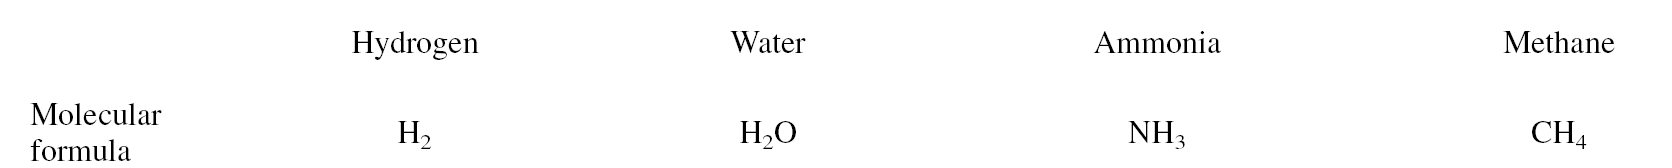 Hydrogen Water Ammonia Methane
Molecular
formula H₂ H₂O NH₃ CH₄